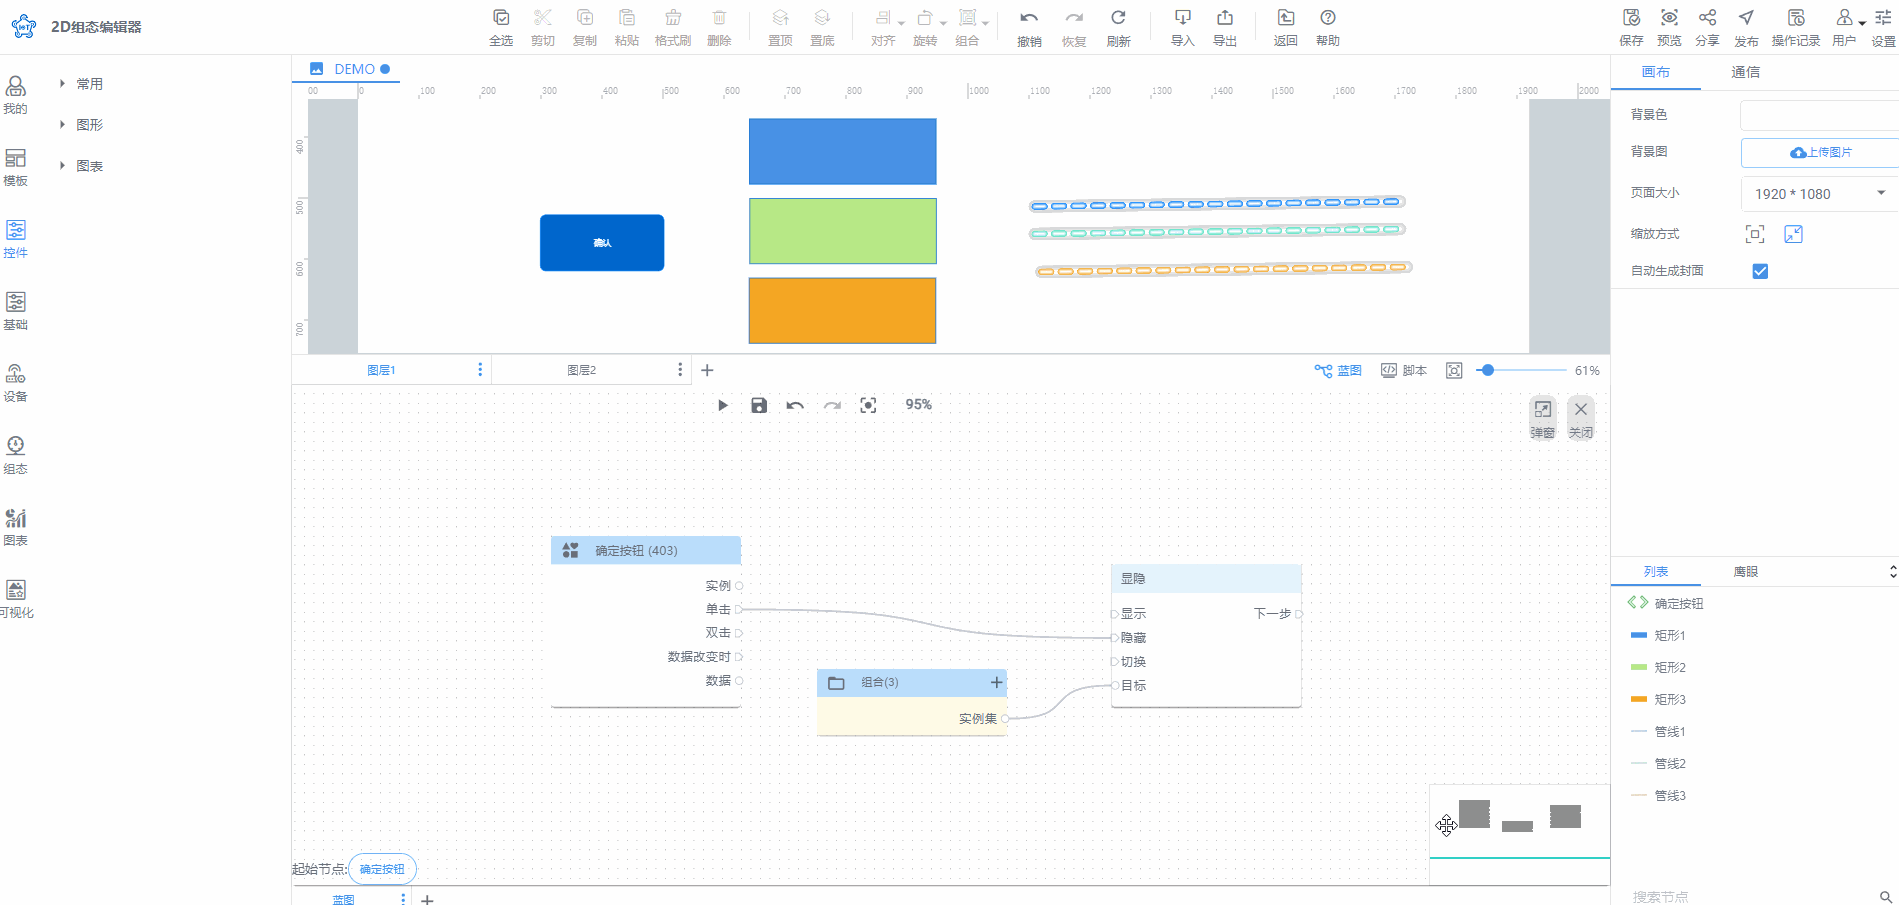 2D组态编辑器
全选 剪切 复制 粘贴 格式刷 删除 置顶 置底 对齐 旋转 组合 撤销 恢复 刷新 导入 导出 返回 帮助
保存 预览 分享 发布 操作记录 用户 设置
我的
模板
控件
基础
设备
组态
图表
可视化
常用
图形
图表
DEMO
00 0 100 200 300 400 500 600 700 800 900 1000 1100 1200 1300 1400 1500 1600 1700 1800 1900 2000
400
500
600
700
确认
图层1 图层2
蓝图 脚本 61%
95%
弹窗 关闭
确定按钮 (403)
实例
单击
双击
数据改变时
数据
组合(3)
实例集
显隐
显示 下一步
隐藏
切换
目标
起始节点: 确定按钮
蓝图
画布 通信
背景色
背景图 上传图片
页面大小 1920 * 1080
缩放方式
自动生成封面
列表 鹰眼
确定按钮
矩形1
矩形2
矩形3
管线1
管线2
管线3
搜索节点